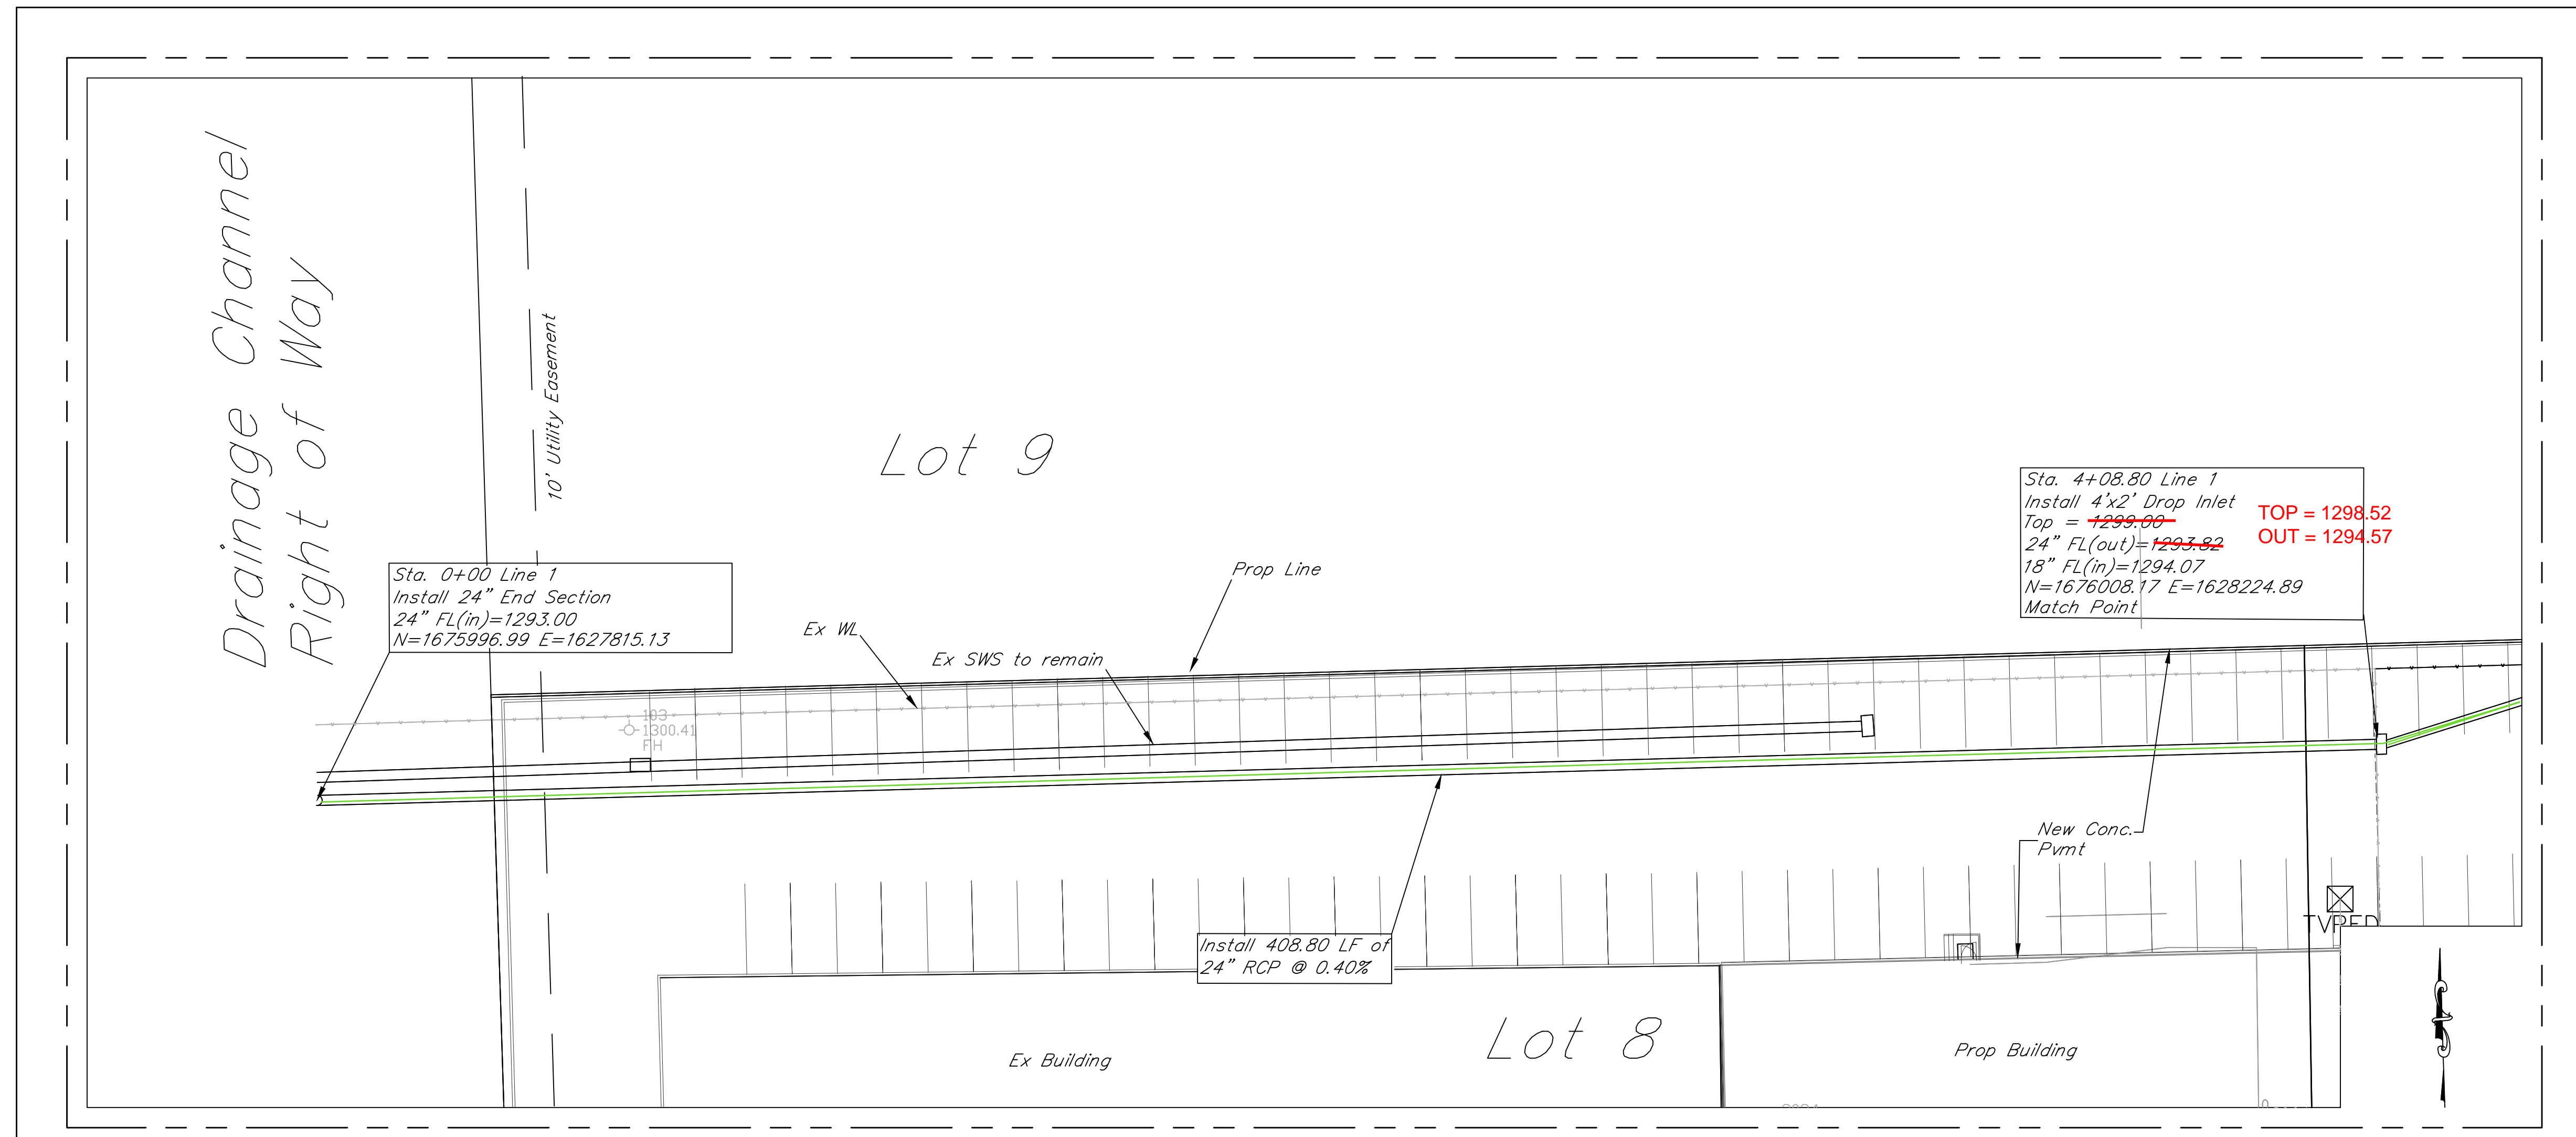 Drainage Channel
Right of Way
10' Utility Easement
Lot 9
Sta. 4+08.80 Line 1
Install 4'x2' Drop Inlet
Top = 1299.00
24" FL(out)=1293.82
18" FL(in)=1294.07
N=1676008.17 E=1628224.89
Match Point
TOP = 1298.52
OUT = 1294.57
Sta. 0+00 Line 1
Install 24" End Section
24" FL(in)=1293.00
N=1675996.99 E=1627815.13
Prop Line
Ex WL
Ex SWS to remain
103
1300.41
FH
New Conc.
Pvmt
TVPED
Install 408.80 LF of
24" RCP @ 0.40%
Lot 8
Ex Building
Prop Building